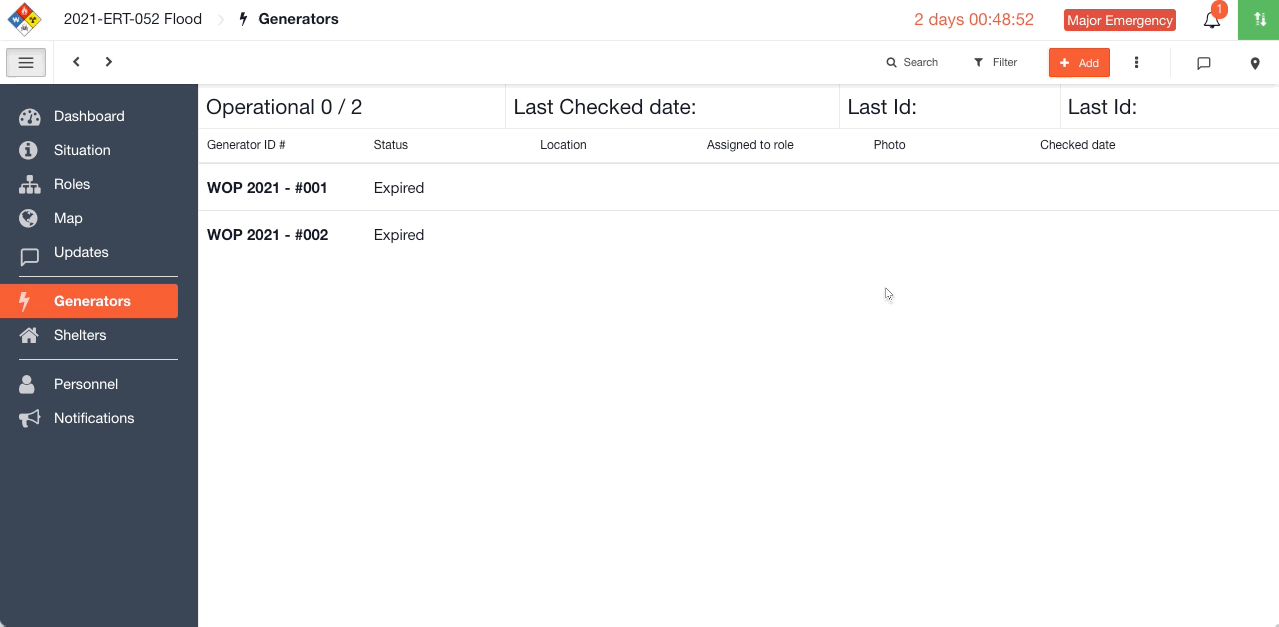 2021-ERT-052 Flood
Generators
2 days 00:48:52
Major Emergency
1
Search
Filter
Add
Dashboard
Situation
Roles
Map
Updates
Generators
Shelters
Personnel
Notifications
Operational 0 / 2
Last Checked date:
Last Id:
Last Id:
Generator ID # Status Location Assigned to role Photo Checked date
WOP 2021 - #001 Expired
WOP 2021 - #002 Expired